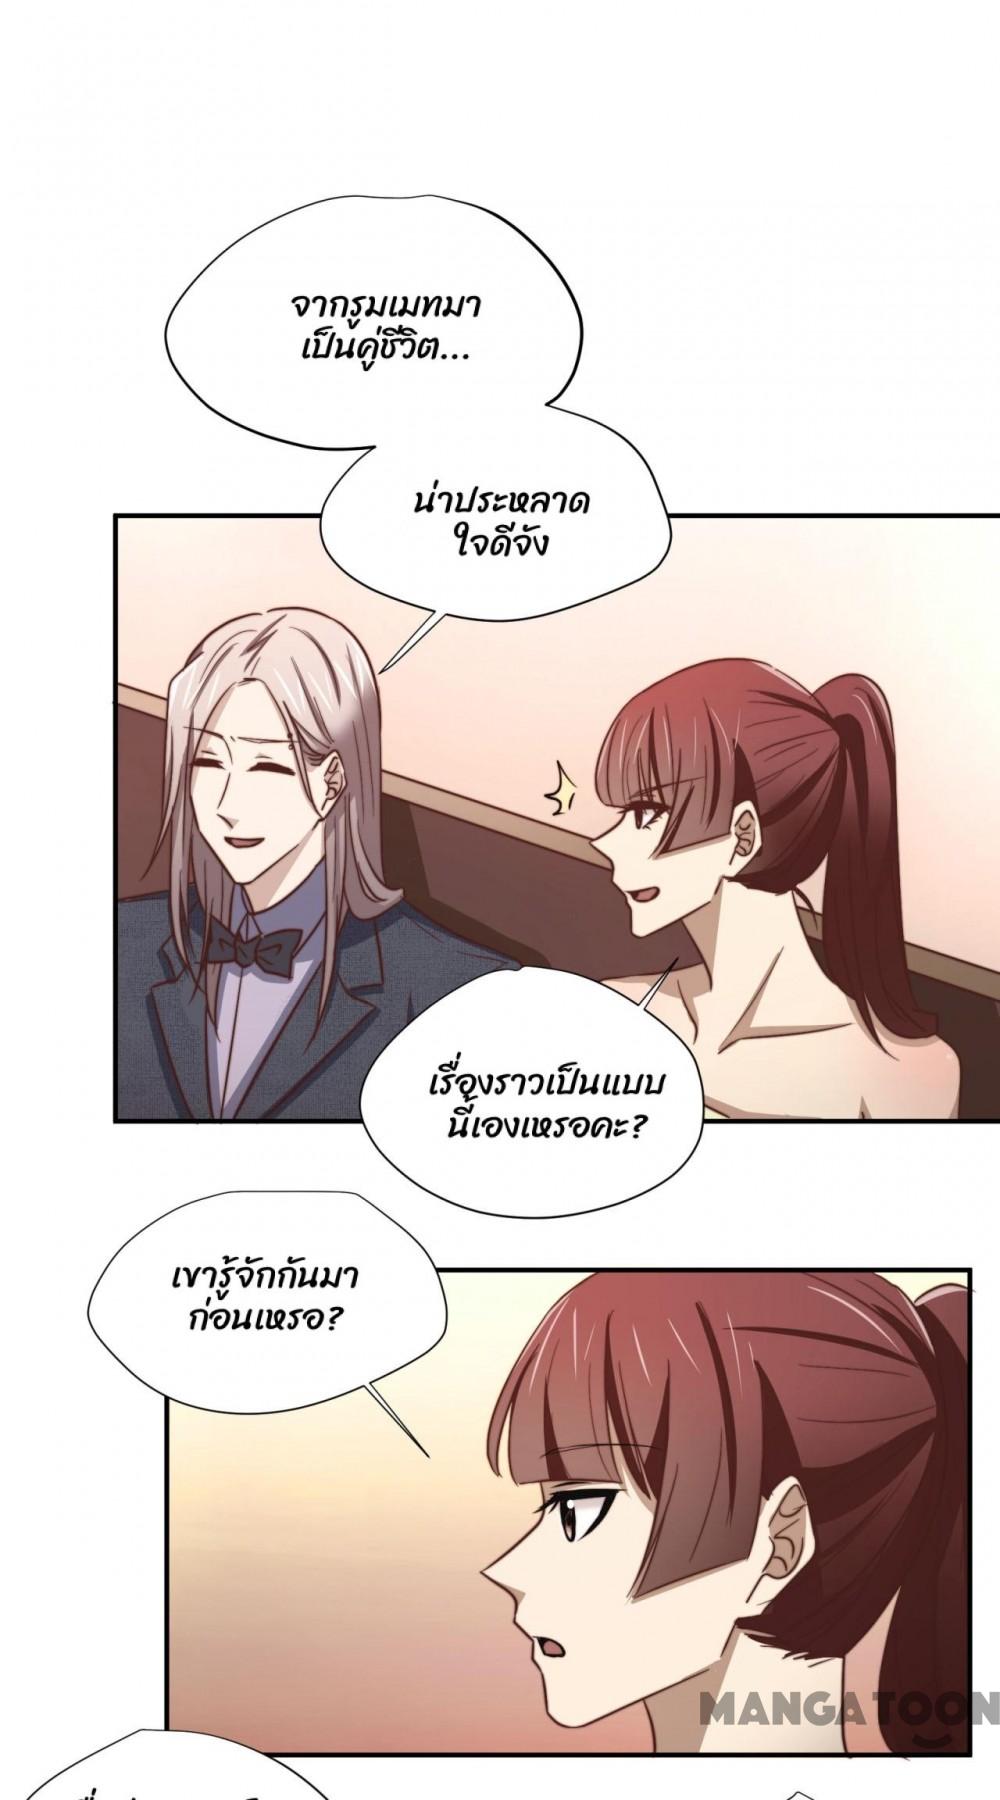 จากรูมเมทมา
เป็นคู่ชีวิต...
น่าประหลาด
ใจดีจัง
เรื่องราวเป็นแบบ
นี้เองเหรอคะ?
เขารู้จักกันมา
ก่อนเหรอ?
MANGATOON